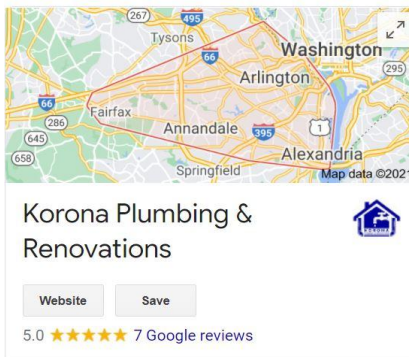 267
495
Tysons
66
Washington
295
Arlington
66
Fairfax
286
Annandale
395
1
645
Alexandria
658
Springfield
Map data ©2021
Korona Plumbing &
Renovations
KORONA
Website
Save
5.0 7 Google reviews